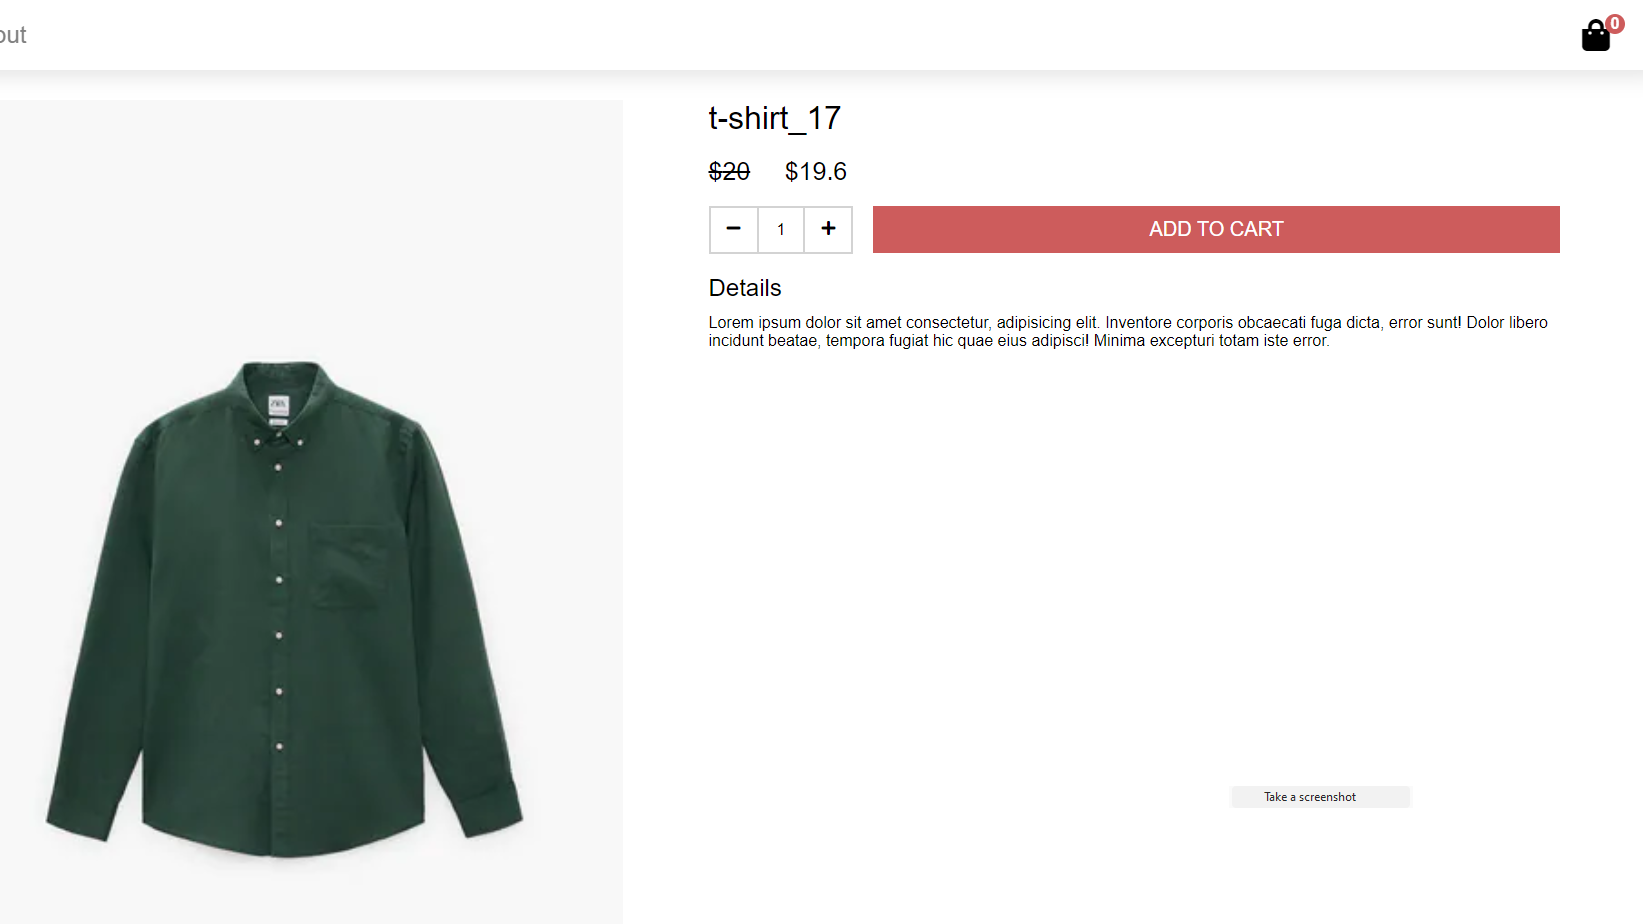 out
0
t-shirt_17
$20 $19.6
1
ADD TO CART
Details
Lorem ipsum dolor sit amet consectetur, adipisicing elit. Inventore corporis obcaecati fuga dicta, error sunt! Dolor libero
incidunt beatae, tempora fugiat hic quae eius adipisci! Minima excepturi totam iste error.
Take a screenshot